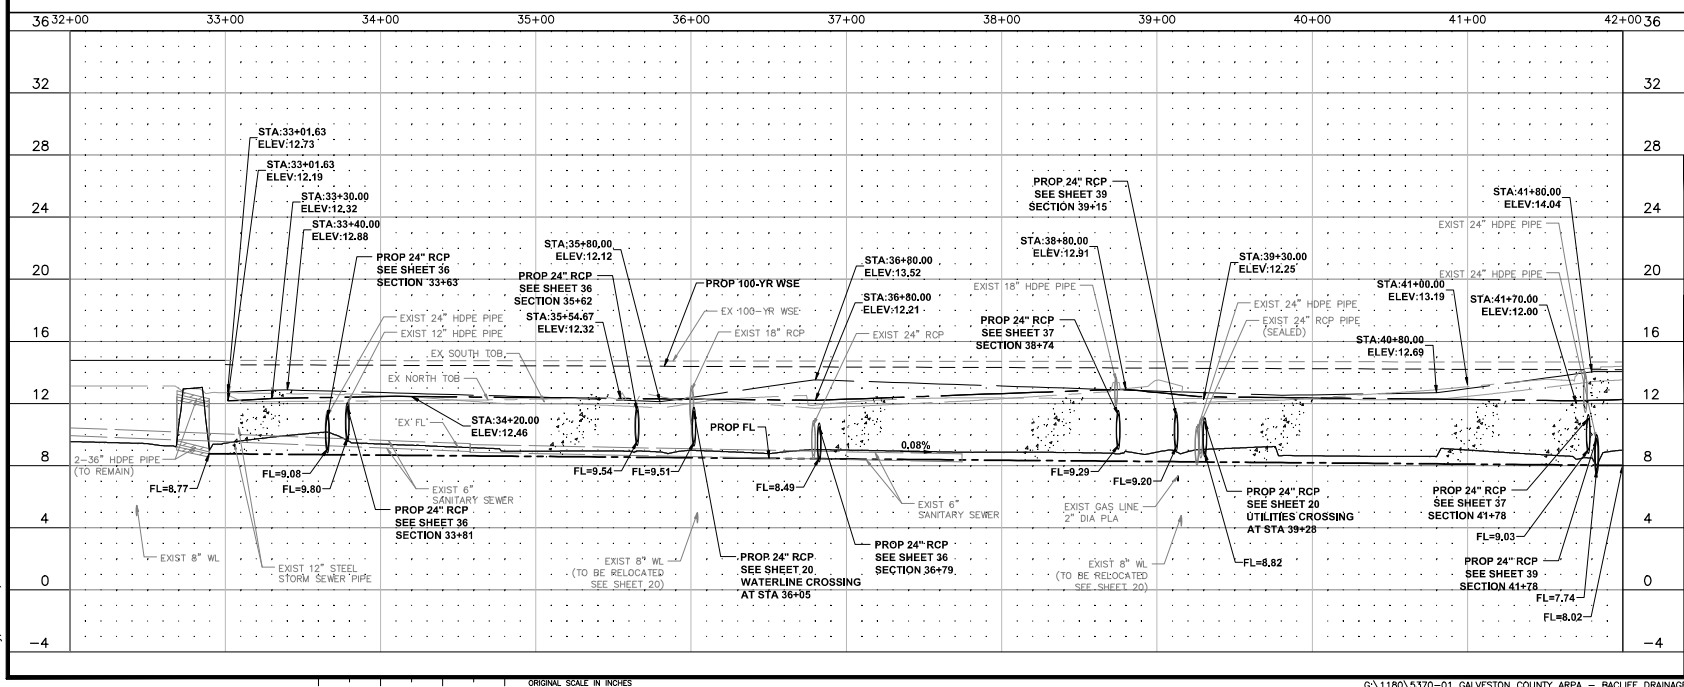 36 32+00 33+00 34+00 35+00 36+00 37+00 38+00 39+00 40+00 41+00 42+00 36
32 32
28 28
24 24
20 20
16 16
12 12
8 8
4 4
0 0
-4 -4
STA:33+01.63
ELEV:12.73
STA:33+01.63
ELEV:12.19
STA:33+30.00
ELEV:12.32
STA:33+40.00
ELEV:12.88
PROP 24" RCP
SEE SHEET 36
SECTION 33+63
EXIST 24" HDPE PIPE
EXIST 12" HDPE PIPE
EX SOUTH TOB
EX NORTH TOB
EX FL
STA:34+20.00
ELEV:12.46
2-36" HDPE PIPE
(TO REMAIN)
FL=8.77
FL=9.08
FL=9.80
EXIST 6"
SANITARY SEWER
PROP 24" RCP
SEE SHEET 36
SECTION 33+81
EXIST 8" WL
EXIST 12" STEEL
STORM SEWER PIPE
STA:35+80.00
ELEV:12.12
PROP 24" RCP
SEE SHEET 36
SECTION 35+62
STA:35+54.67
ELEV:12.32
FL=9.54
FL=9.51
PROP 100-YR WSE
EX 100-YR WSE
EXIST 18" RCP
PROP FL
FL=8.49
EXIST 8" WL
(TO BE RELOCATED
SEE SHEET 20)
PROP 24" RCP
SEE SHEET 20
WATERLINE CROSSING
AT STA 36+05
STA:36+80.00
ELEV:13.52
STA:36+80.00
ELEV:12.21
EXIST 24" RCP
0.08%
EXIST 6"
SANITARY SEWER
PROP 24" RCP
SEE SHEET 36
SECTION 36+79
PROP 24" RCP
SEE SHEET 39
SECTION 39+15
STA:38+80.00
ELEV:12.91
EXIST 18" HDPE PIPE
PROP 24" RCP
SEE SHEET 37
SECTION 38+74
FL=9.29
FL=9.20
EXIST GAS LINE
2" DIA PLA
EXIST 8" WL
(TO BE RELOCATED
SEE SHEET 20)
STA:39+30.00
ELEV:12.25
EXIST 24" HDPE PIPE
EXIST 24" RCP PIPE
(SEALED)
PROP 24" RCP
SEE SHEET 20
UTILITIES CROSSING
AT STA 39+28
FL=8.82
STA:41+80.00
ELEV:14.04
EXIST 24" HDPE PIPE
EXIST 24" HDPE PIPE
STA:41+00.00
ELEV:13.19
STA:41+70.00
ELEV:12.00
STA:40+80.00
ELEV:12.69
PROP 24" RCP
SEE SHEET 37
SECTION 41+78
FL=9.03
PROP 24" RCP
SEE SHEET 39
SECTION 41+78
FL=7.74
FL=8.02
ORIGINAL SCALE IN INCHES
G:\1180\5370-01 GALVESTON COUNTY ARPA - BACLIFF DRAINAGE